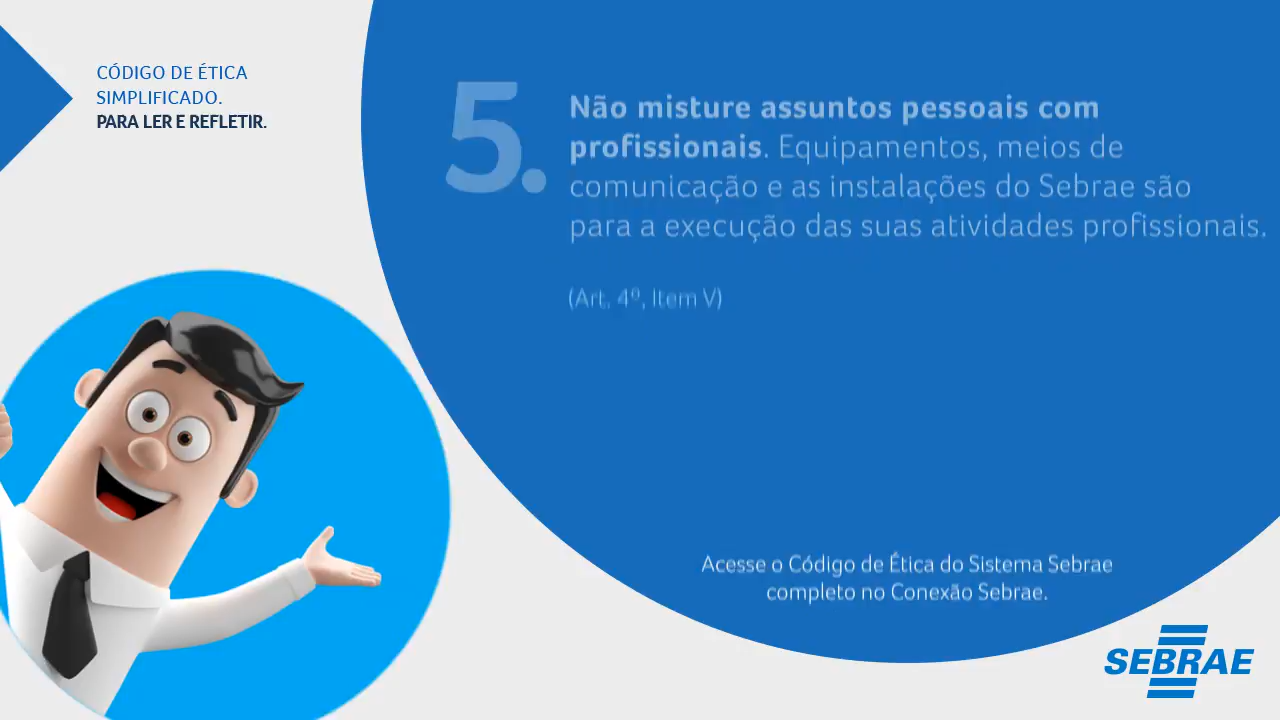 CÓDIGO DE ÉTICA
SIMPLIFICADO.
PARA LER E REFLETIR.
5.
Não misture assuntos pessoais com
profissionais. Equipamentos, meios de
comunicação e as instalações do Sebrae são
para a execução das suas atividades profissionais.
(Art. 4º, Item V)
Acesse o Código de Ética do Sistema Sebrae
completo no Conexão Sebrae.
SEBRAE